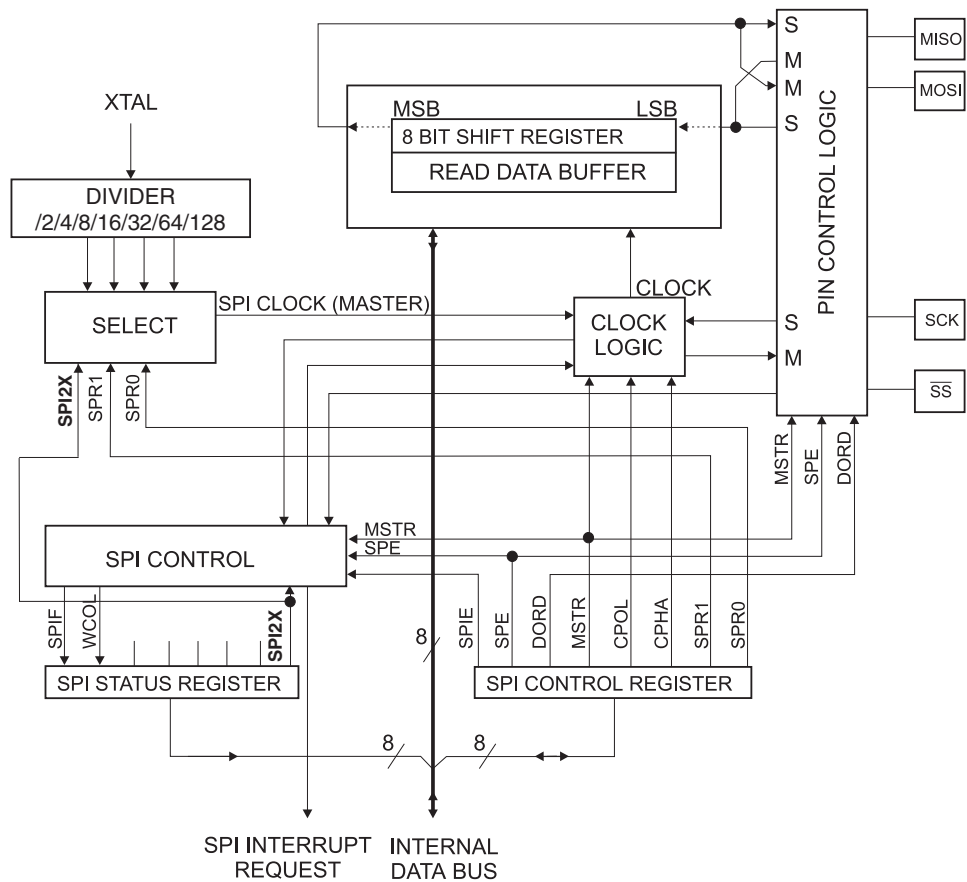 S
MISO
M
M
MOSI
S
XTAL
MSB
LSB
8 BIT SHIFT REGISTER
READ DATA BUFFER
DIVIDER
/2/4/8/16/32/64/128
PIN CONTROL LOGIC
SPI CLOCK (MASTER)
CLOCK
SELECT
CLOCK
LOGIC
S
M
SCK
SS
SPI2X
SPR1
SPR0
MSTR
SPE
DORD
MSTR
SPE
SPI CONTROL
SPIF
WCOL
SPI2X
8
SPIE
SPE
DORD
MSTR
CPOL
CPHA
SPR1
SPR0
SPI STATUS REGISTER
SPI CONTROL REGISTER
8
8
SPI INTERRUPT
REQUEST
INTERNAL
DATA BUS